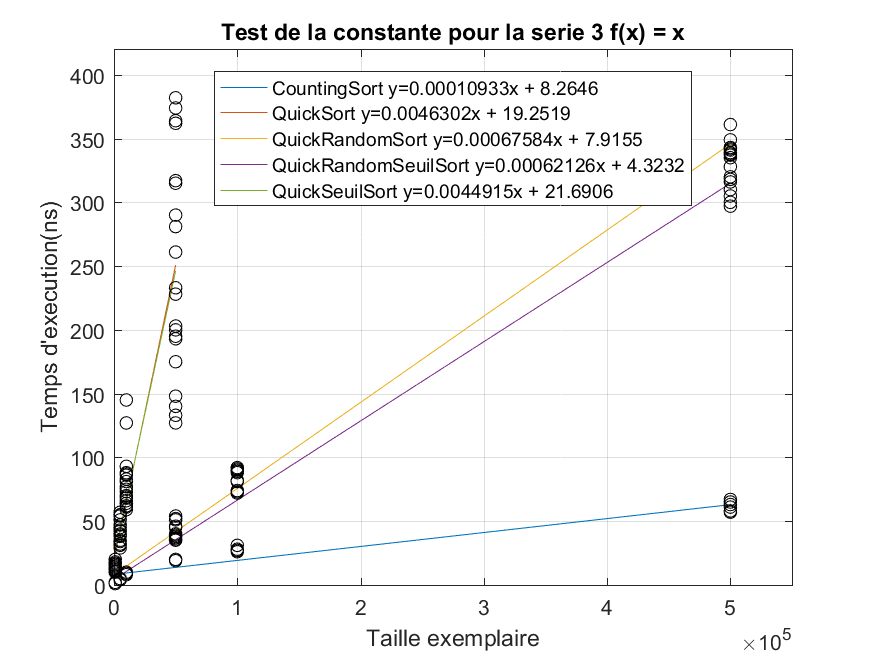 Test de la constante pour la serie 3 f(x) = x
CountingSort y=0.00010933x + 8.2646
QuickSort y=0.0046302x + 19.2519
QuickRandomSort y=0.00067584x + 7.9155
QuickRandomSeuilSort y=0.00062126x + 4.3232
QuickSeuilSort y=0.0044915x + 21.6906
Temps d'execution(ns)
400
350
300
250
200
150
100
50
0
0 1 2 3 4 5
Taille exemplaire
×10^5